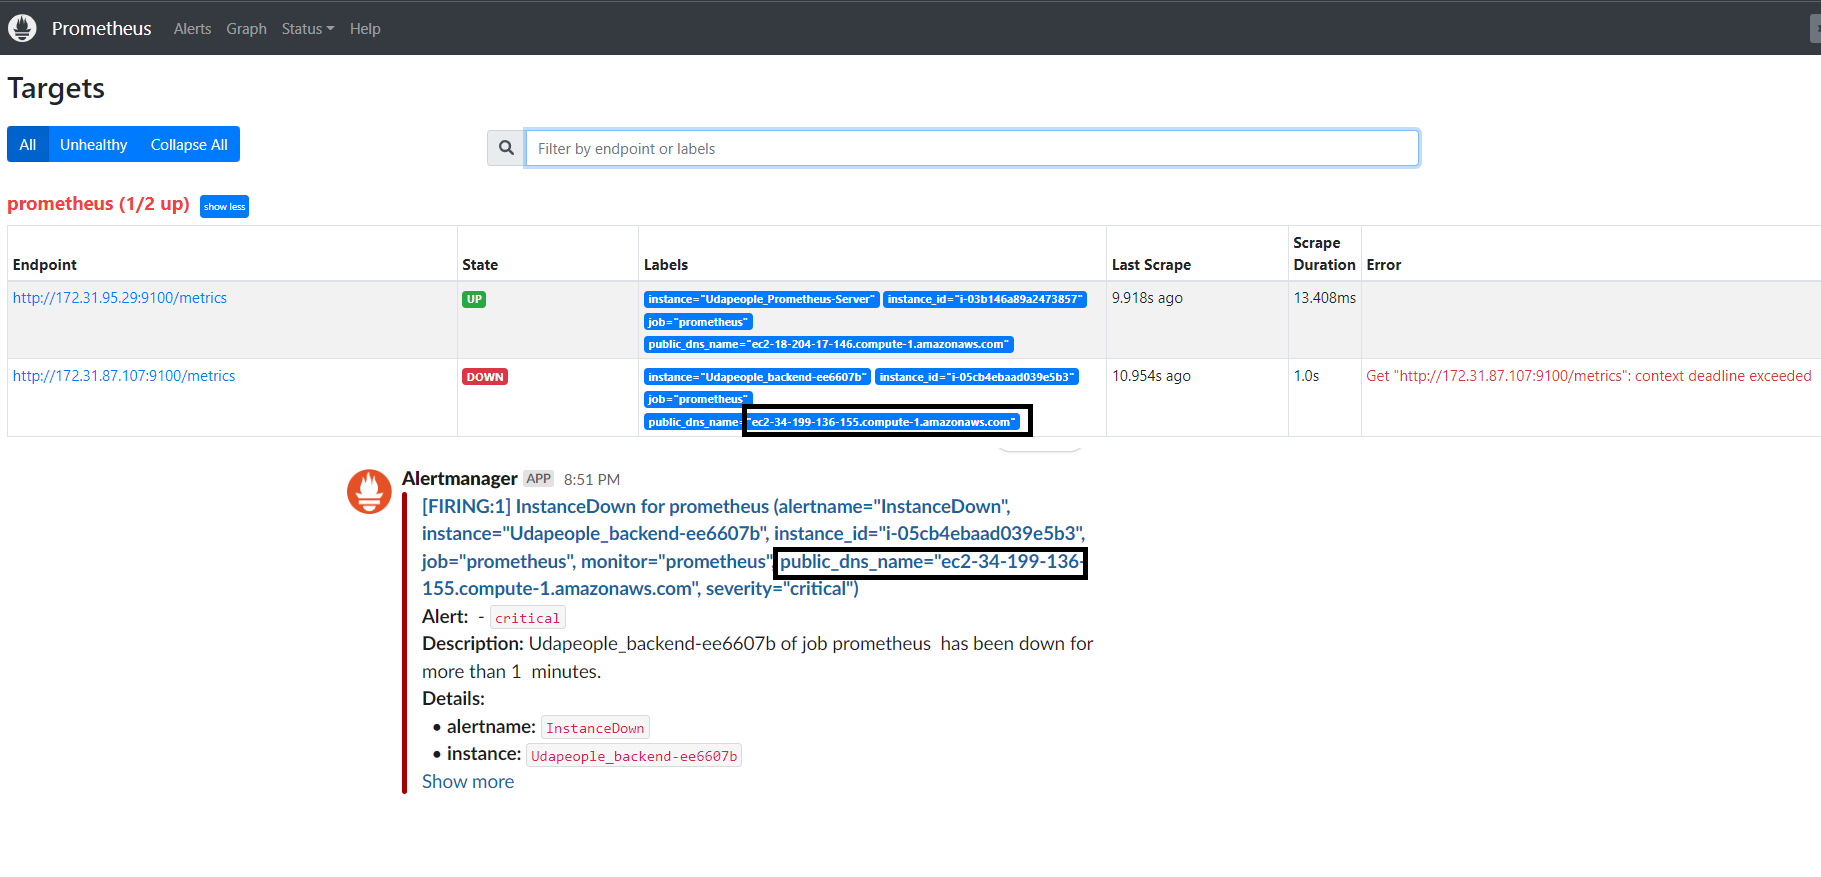 Prometheus Alerts Graph Status Help
Targets
All Unhealthy Collapse All
Filter by endpoint or labels
prometheus (1/2 up) show less
Endpoint State Labels Last Scrape Scrape Duration Error
http://172.31.95.29:9100/metrics UP instance="Udapeople_Prometheus-Server" instance_id="i-03b146a89a2473857" 9.918s ago 13.408ms
job="prometheus"
public_dns_name="ec2-18-204-17-146.compute-1.amazonaws.com"
http://172.31.87.107:9100/metrics DOWN instance="Udapeople_backend-ee6607b" instance_id="i-05cb4ebaad039e5b3" 10.954s ago 1.0s Get "http://172.31.87.107:9100/metrics": context deadline exceeded
job="prometheus"
public_dns_name="ec2-34-199-136-155.compute-1.amazonaws.com"
Alertmanager APP 8:51 PM
[FIRING:1] InstanceDown for prometheus (alertname="InstanceDown",
instance="Udapeople_backend-ee6607b", instance_id="i-05cb4ebaad039e5b3",
job="prometheus", monitor="prometheus", public_dns_name="ec2-34-199-136-
155.compute-1.amazonaws.com", severity="critical")
Alert: - critical
Description: Udapeople_backend-ee6607b of job prometheus has been down for
more than 1 minutes.
Details:
• alertname: InstanceDown
• instance: Udapeople_backend-ee6607b
Show more